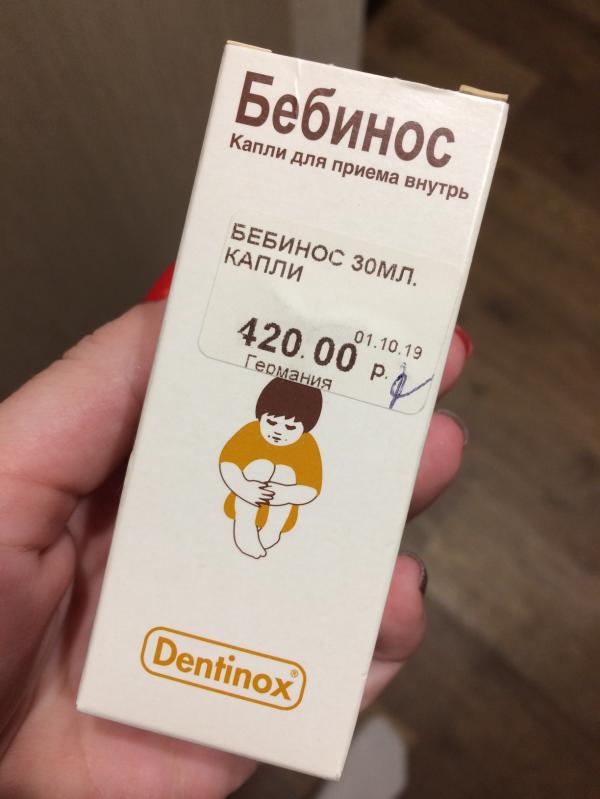 Бебинос
Капли для приема внутрь
БЕБИНОС 30МЛ.
КАПЛИ
01.10.19
420.00 р.
Германия
Dentinox®